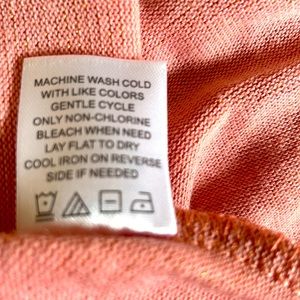 MACHINE WASH COLD
WITH LIKE COLORS
GENTLE CYCLE
ONLY NON-CHLORINE
BLEACH WHEN NEED
LAY FLAT TO DRY
COOL IRON ON REVERSE
SIDE IF NEEDED